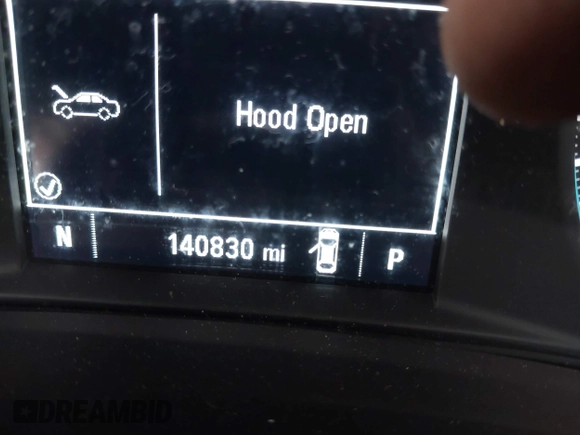 Hood Open
N 140830 mi P
DREAMBID